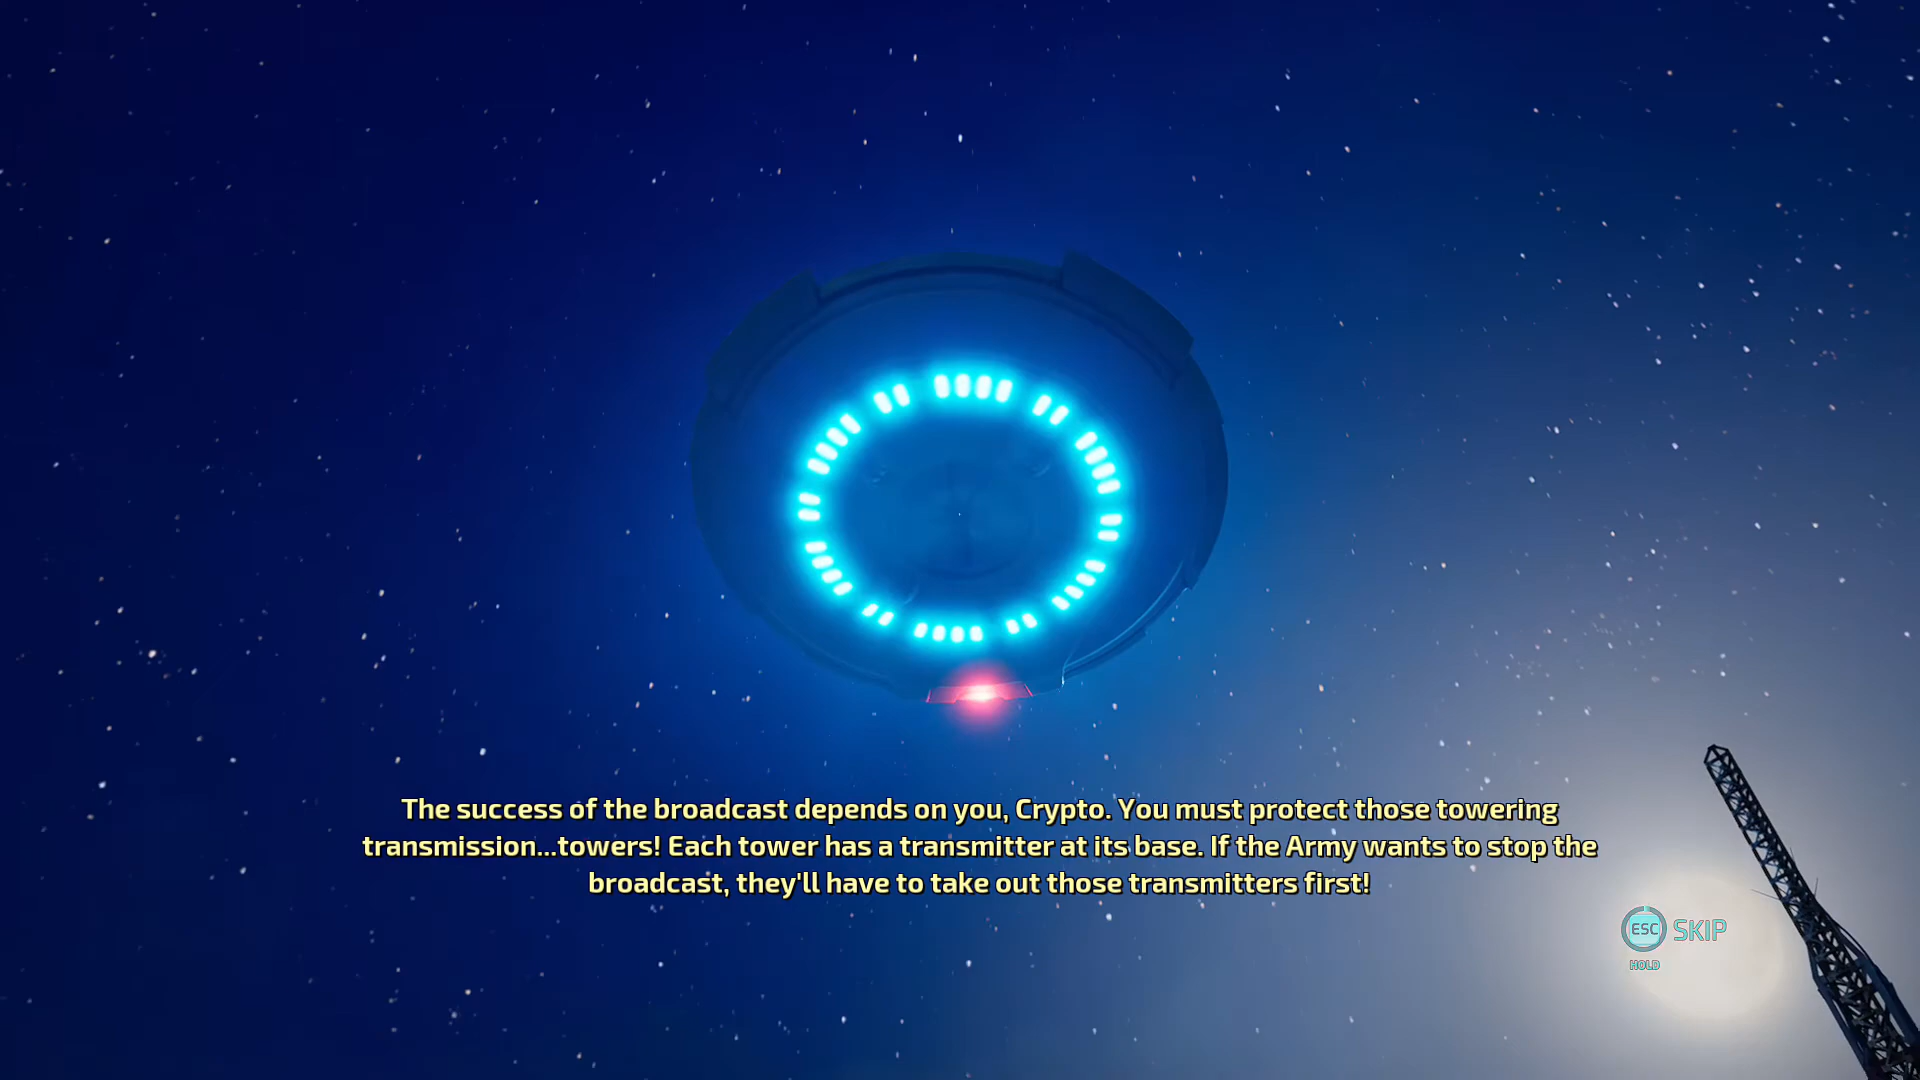 The success of the broadcast depends on you, Crypto. You must protect those towering
transmission...towers! Each tower has a transmitter at its base. If the Army wants to stop the
broadcast, they'll have to take out those transmitters first!
ESC SKIP
HOLD